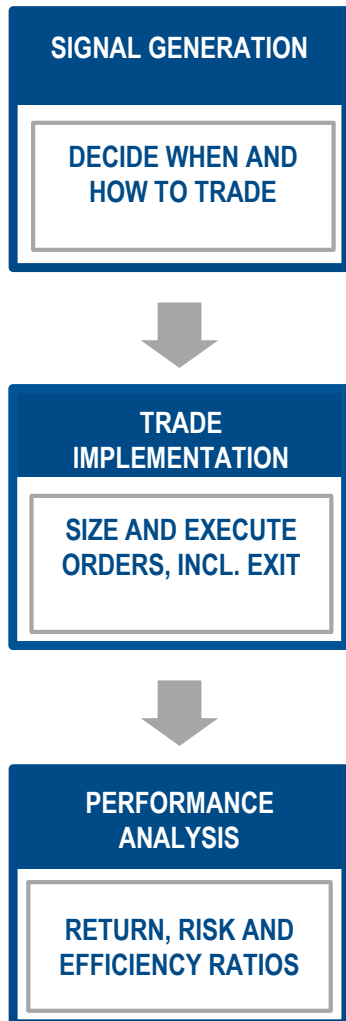 SIGNAL GENERATION
DECIDE WHEN AND
HOW TO TRADE
TRADE
IMPLEMENTATION
SIZE AND EXECUTE
ORDERS, INCL. EXIT
PERFORMANCE
ANALYSIS
RETURN, RISK AND
EFFICIENCY RATIOS